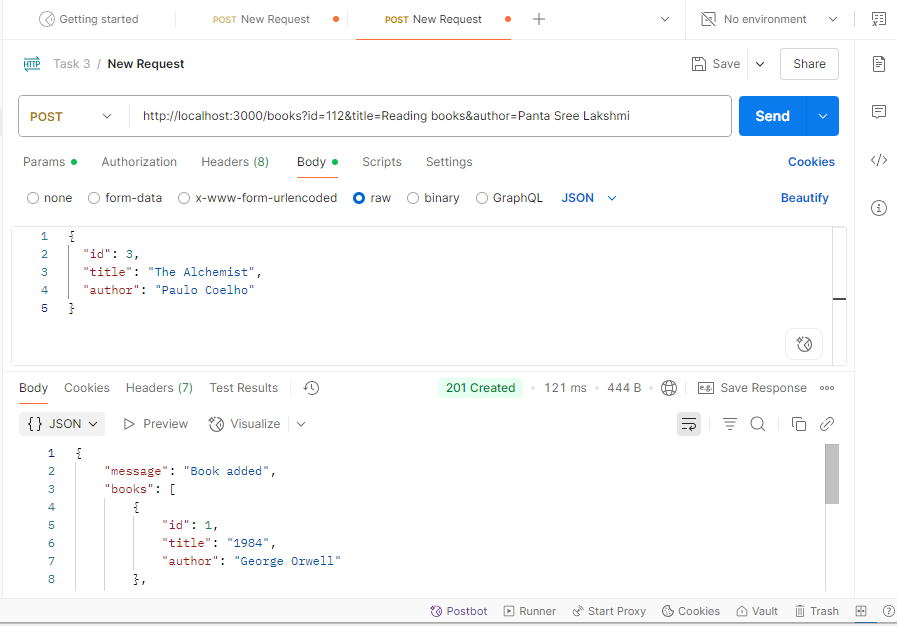 Getting started POST New Request POST New Request No environment
HTTP Task 3 / New Request Save Share
POST http://localhost:3000/books?id=112&title=Reading books&author=Panta Sree Lakshmi Send
Params Authorization Headers (8) Body Scripts Settings Cookies
none form-data x-www-form-urlencoded raw binary GraphQL JSON Beautify
1 {
2 "id": 3,
3 "title": "The Alchemist",
4 "author": "Paulo Coelho"
5 }
Body Cookies Headers (7) Test Results 201 Created 121 ms 444 B e.g. Save Response
{} JSON Preview Visualize
1 {
2 "message": "Book added",
3 "books": [
4 {
5 "id": 1,
6 "title": "1984",
7 "author": "George Orwell"
8 },
Postbot Runner Start Proxy Cookies Vault Trash